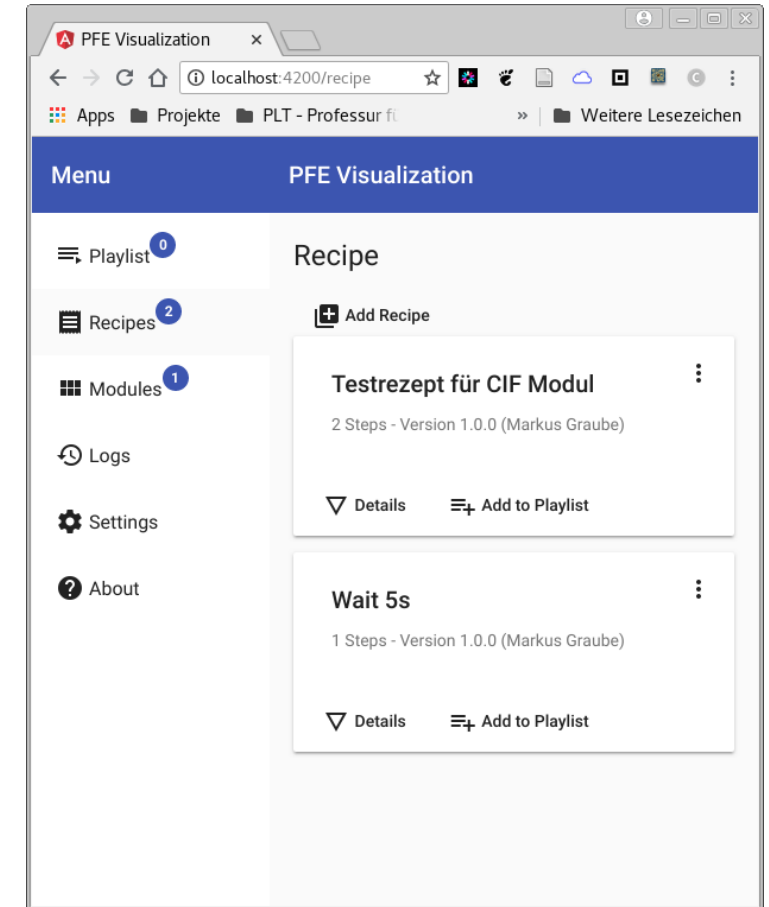 PFE Visualization
localhost:4200/recipe
Apps Projekte PLT - Professur fü » Weitere Lesezeichen
Menu
PFE Visualization
Playlist 0
Recipes 2
Modules 1
Logs
Settings
About
Recipe
Add Recipe
Testrezept für CIF Modul
2 Steps - Version 1.0.0 (Markus Graube)
Details Add to Playlist
Wait 5s
1 Steps - Version 1.0.0 (Markus Graube)
Details Add to Playlist